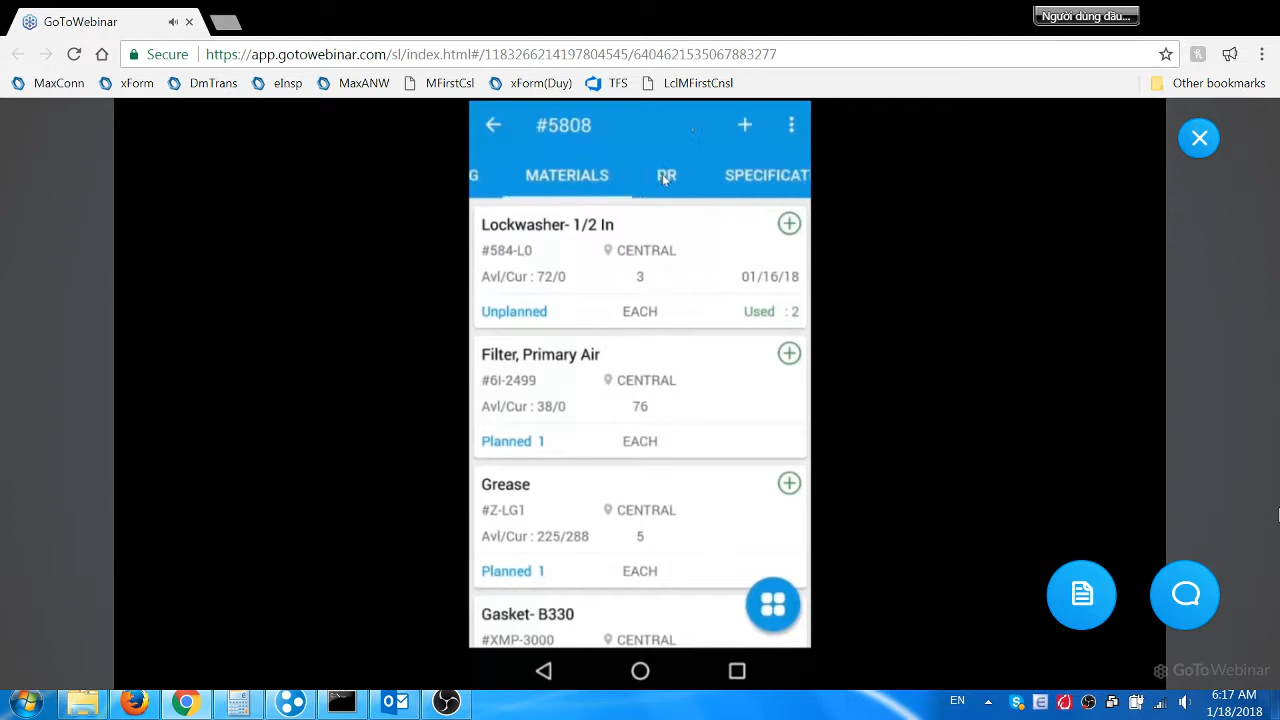 GoToWebinar
Người dùng đầu...
Secure
https://app.gotowebinar.com/sl/index.html#/1183266214197804545/6404621535067883277
MaxConn xForm DmTrans eInsp MaxANW MFirstCsl xForm(Duy) TFS LclMFirstCnsl Other bookmarks
#5808
G MATERIALS RR SPECIFICAT
Lockwasher- 1/2 In
#584-L0 CENTRAL
Avl/Cur : 72/0 3 01/16/18
Unplanned EACH Used : 2
Filter, Primary Air
#6I-2499 CENTRAL
Avl/Cur : 38/0 76
Planned 1 EACH
Grease
#Z-LG1 CENTRAL
Avl/Cur : 225/288 5
Planned 1 EACH
Gasket- B330
#XMP-3000 CENTRAL
GoToWebinar
EN
6:17 AM
1/18/2018